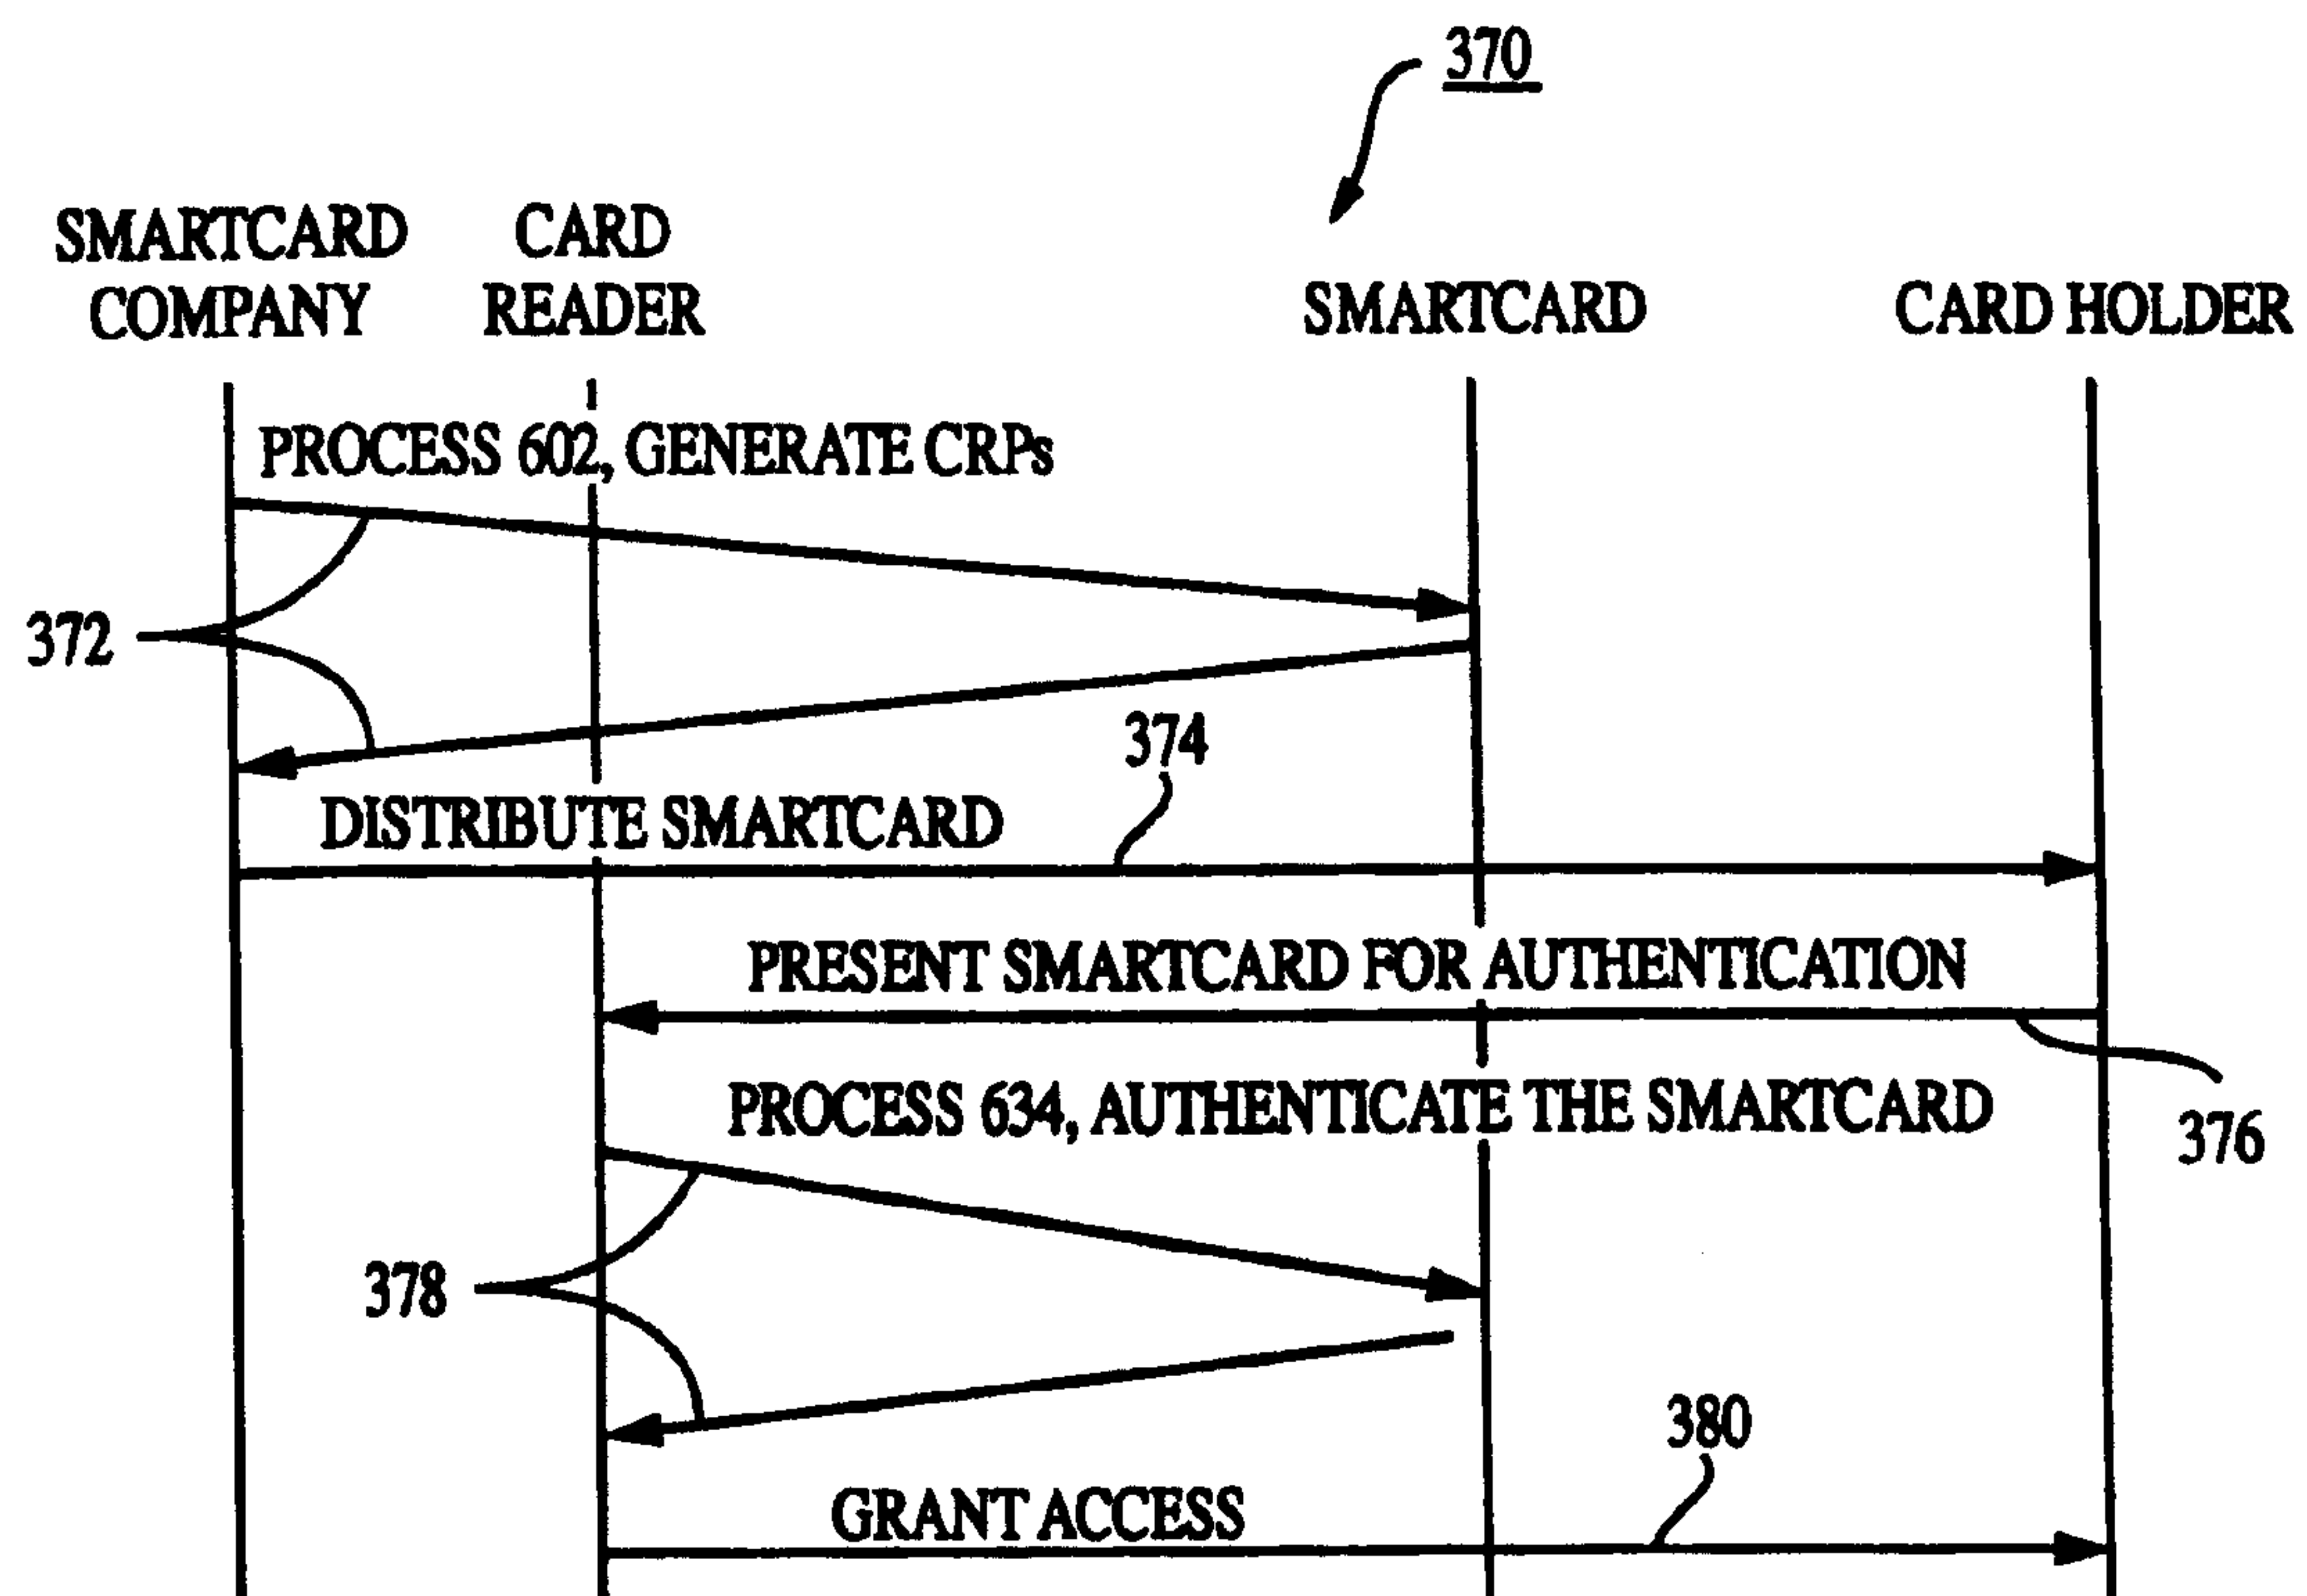 370
SMARTCARD
COMPANY
CARD
READER
SMARTCARD
CARD HOLDER
PROCESS 602, GENERATE CRPs
372
374
DISTRIBUTE SMARTCARD
PRESENT SMARTCARD FOR AUTHENTICATION
PROCESS 634, AUTHENTICATE THE SMARTCARD
376
378
380
GRANT ACCESS